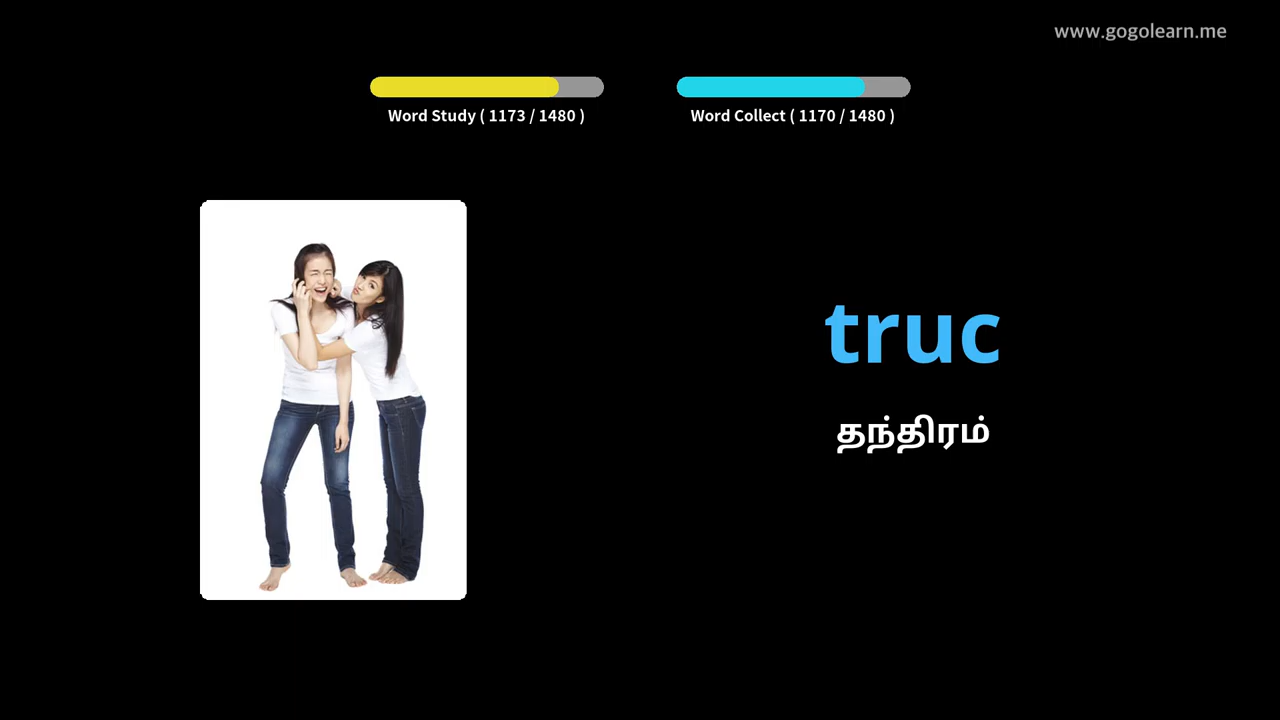 www.gogolearn.me
Word Study ( 1173 / 1480 )
Word Collect ( 1170 / 1480 )
truc
தந்திரம்